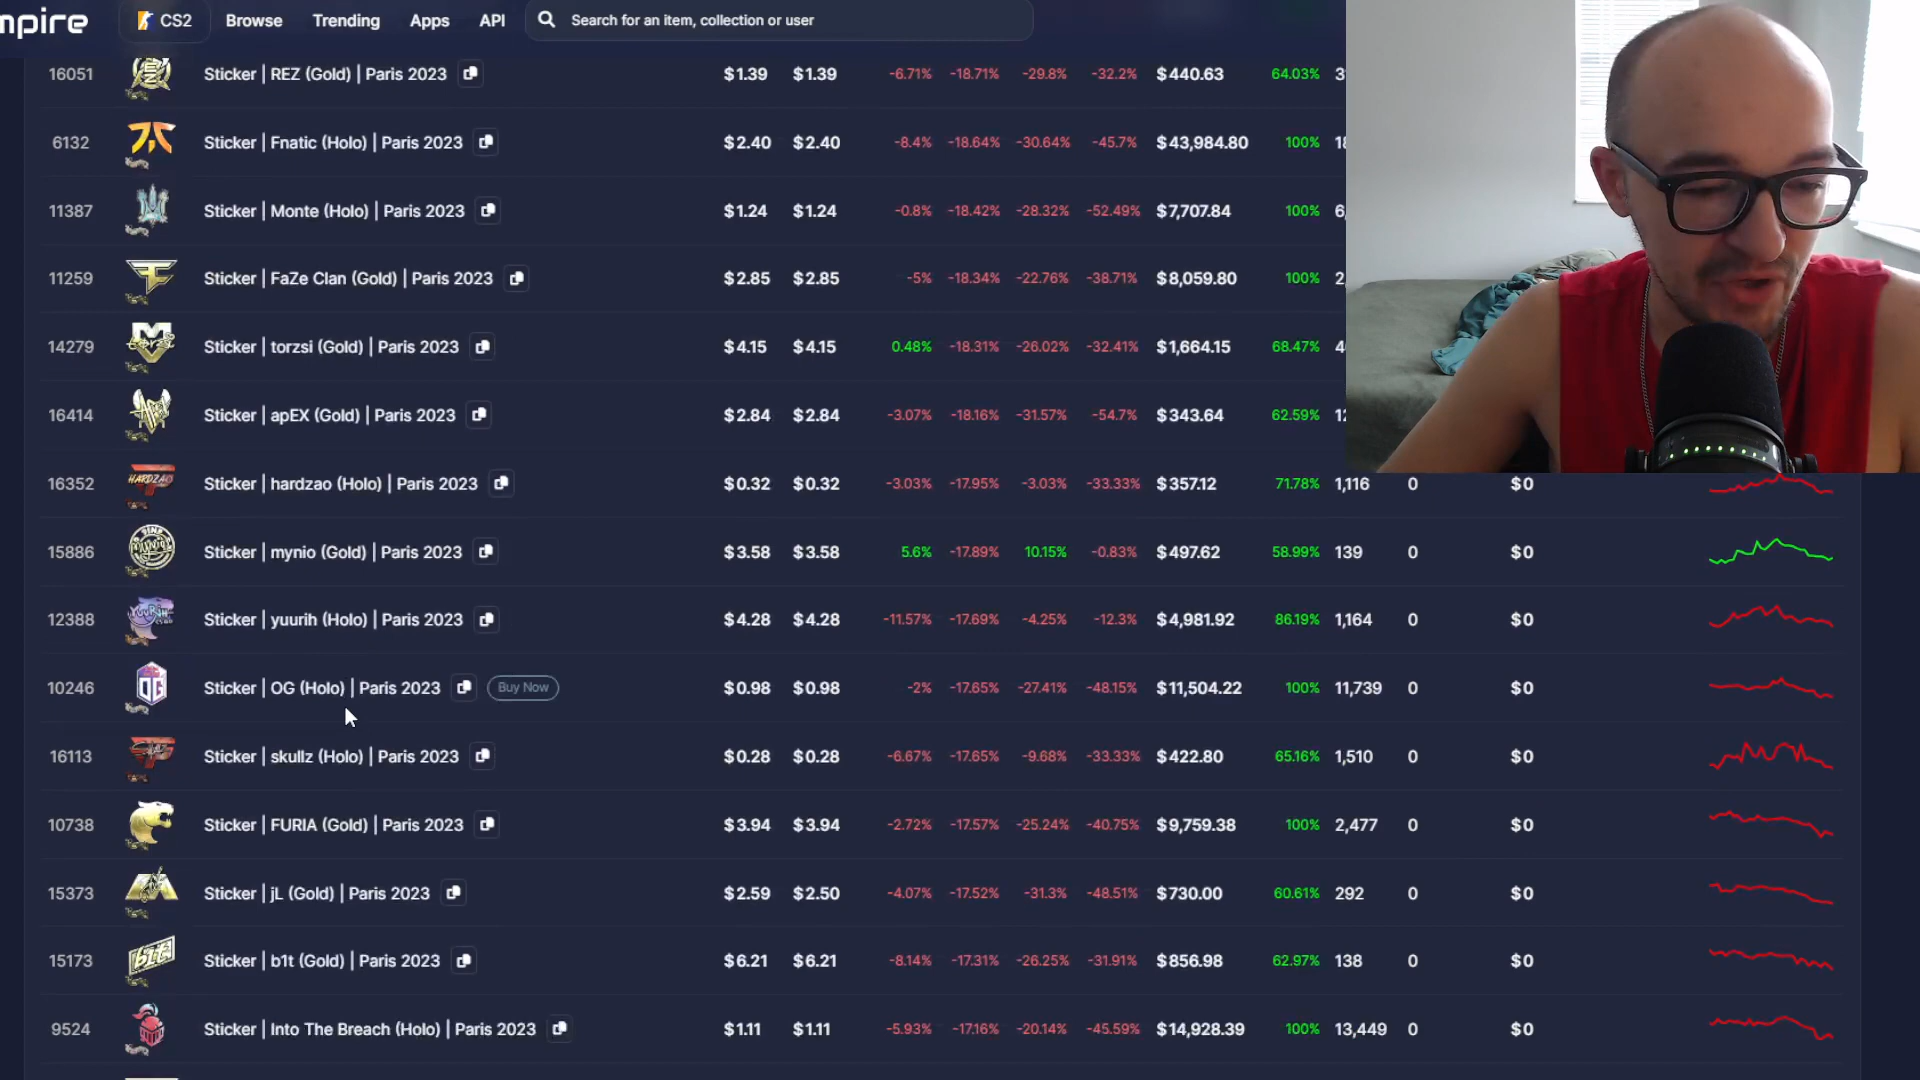 mpire CS2 Browse Trending Apps API Search for an item, collection or user
16051 Sticker | REZ (Gold) | Paris 2023 $1.39 $1.39 -6.71% -18.71% -29.8% -32.2% $440.63 64.03%
6132 Sticker | Fnatic (Holo) | Paris 2023 $2.40 $2.40 -8.4% -18.64% -30.64% -45.7% $43,984.80 100%
11387 Sticker | Monte (Holo) | Paris 2023 $1.24 $1.24 -0.8% -18.42% -28.32% -52.49% $7,707.84 100% 6,
11259 Sticker | FaZe Clan (Gold) | Paris 2023 $2.85 $2.85 -5% -18.34% -22.76% -38.71% $8,059.80 100% 2,
14279 Sticker | torzsi (Gold) | Paris 2023 $4.15 $4.15 0.48% -18.31% -26.02% -32.41% $1,664.15 68.47% 4
16414 Sticker | apEX (Gold) | Paris 2023 $2.84 $2.84 -3.07% -18.16% -31.57% -54.7% $343.64 62.59% 12
16352 HARDZAO Sticker | hardzao (Holo) | Paris 2023 $0.32 $0.32 -3.03% -17.95% -3.03% -33.33% $357.12 71.78% 1,116 0 $0
15886 Sticker | mynio (Gold) | Paris 2023 $3.58 $3.58 5.6% -17.89% 10.15% -0.83% $497.62 58.99% 139 0 $0
12388 Sticker | yuurih (Holo) | Paris 2023 $4.28 $4.28 -11.57% -17.69% -4.25% -12.3% $4,981.92 86.19% 1,164 0 $0
10246 OG Sticker | OG (Holo) | Paris 2023 Buy Now $0.98 $0.98 -2% -17.65% -27.41% -48.15% $11,504.22 100% 11,739 0 $0
16113 Sticker | skullz (Holo) | Paris 2023 $0.28 $0.28 -6.67% -17.65% -9.68% -33.33% $422.80 65.16% 1,510 0 $0
10738 Sticker | FURIA (Gold) | Paris 2023 $3.94 $3.94 -2.72% -17.57% -25.24% -40.75% $9,759.38 100% 2,477 0 $0
15373 Sticker | jL (Gold) | Paris 2023 $2.59 $2.50 -4.07% -17.52% -31.3% -48.51% $730.00 60.61% 292 0 $0
15173 b1t Sticker | b1t (Gold) | Paris 2023 $6.21 $6.21 -8.14% -17.31% -26.25% -31.91% $856.98 62.97% 138 0 $0
9524 Sticker | Into The Breach (Holo) | Paris 2023 $1.11 $1.11 -5.93% -17.16% -20.14% -45.59% $14,928.39 100% 13,449 0 $0